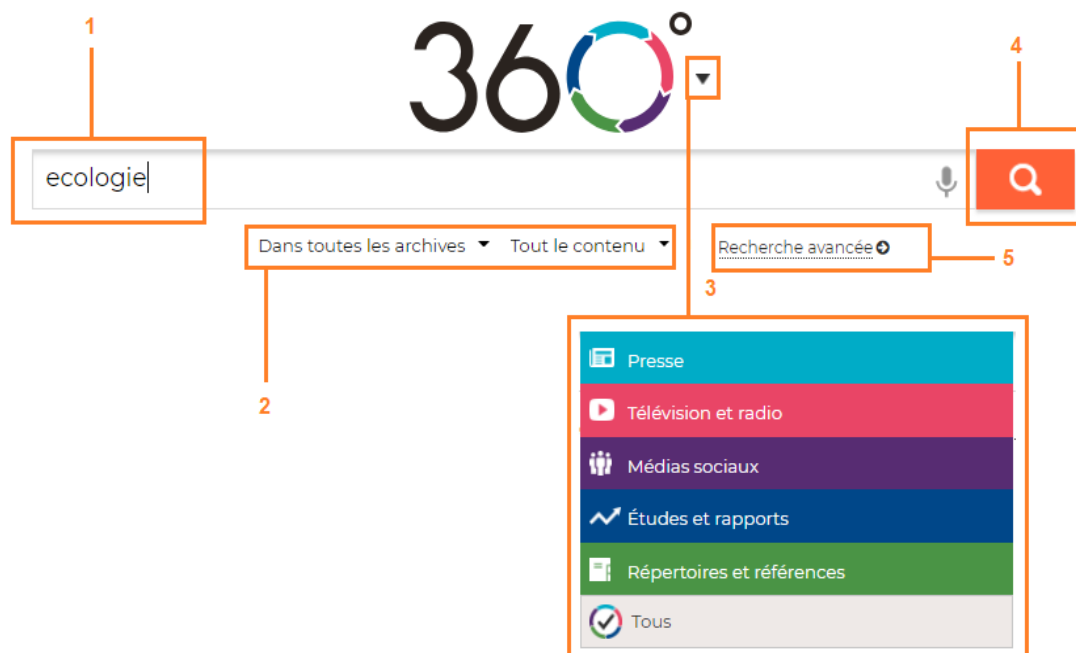 1
360°
4
ecologie
Dans toutes les archives Tout le contenu Recherche avancée 5
3
2
Presse
Télévision et radio
Médias sociaux
Études et rapports
Répertoires et références
Tous